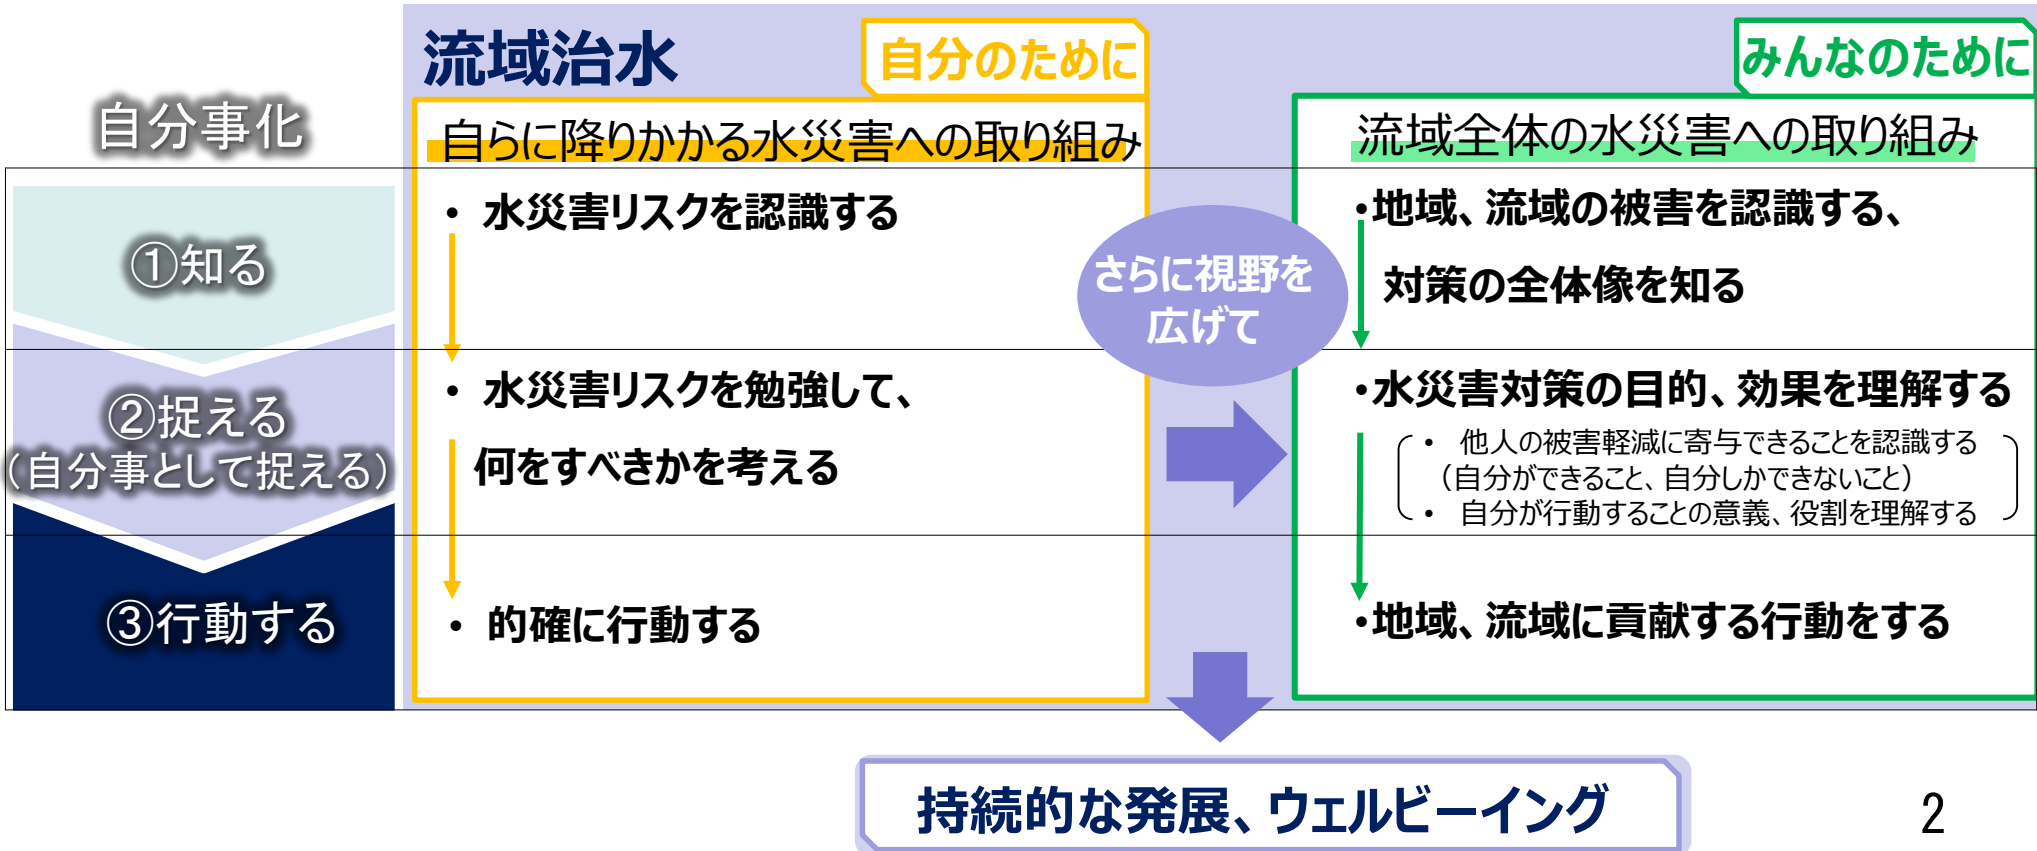 流域治水
自分のために
みんなのために
自分事化
自らに降りかかる水災害への取り組み
流域全体の水災害への取り組み
①知る
・ 水災害リスクを認識する
さらに視野を
広げて
・地域、流域の被害を認識する、
対策の全体像を知る
②捉える
（自分事として捉える）
・ 水災害リスクを勉強して、
何をすべきかを考える
・水災害対策の目的、効果を理解する
・ 他人の被害軽減に寄与できることを認識する
（自分ができること、自分しかできないこと）
・ 自分が行動することの意義、役割を理解する
③行動する
・ 的確に行動する
・地域、流域に貢献する行動をする
持続的な発展、ウェルビーイング
2